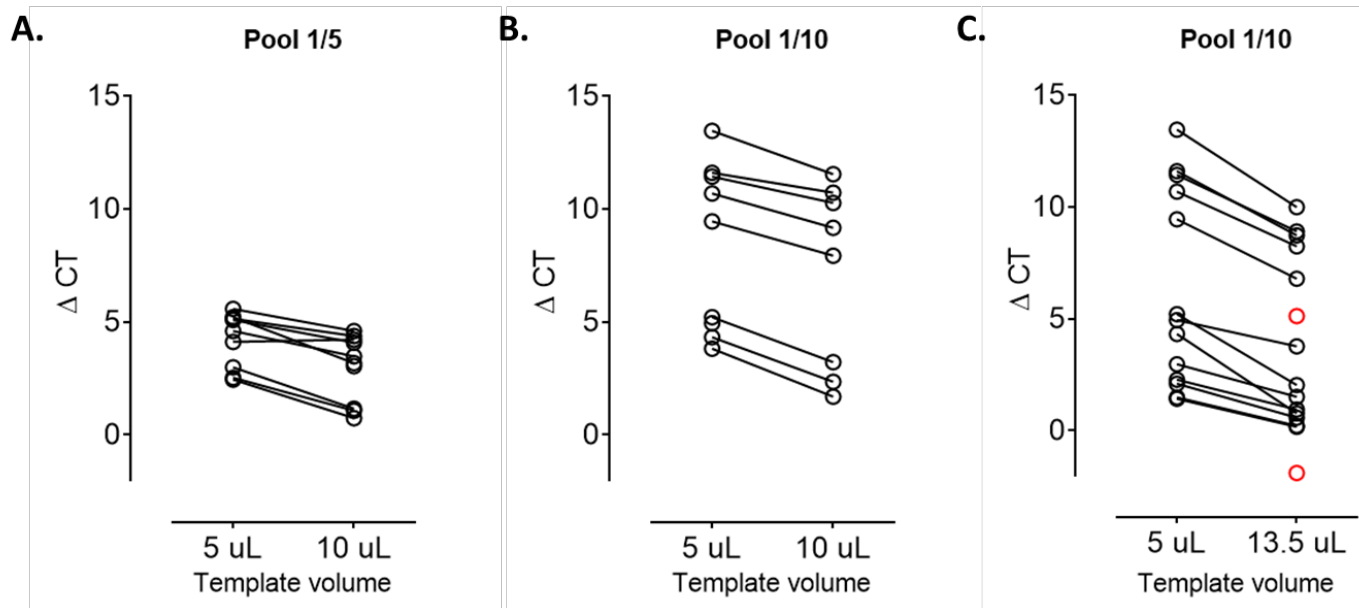 A.
Pool 1/5
15
10
5
0
Δ CT
5 uL 10 uL
Template volume
B.
Pool 1/10
15
10
5
0
Δ CT
5 uL 10 uL
Template volume
C.
Pool 1/10
15
10
5
0
Δ CT
5 uL 13.5 uL
Template volume